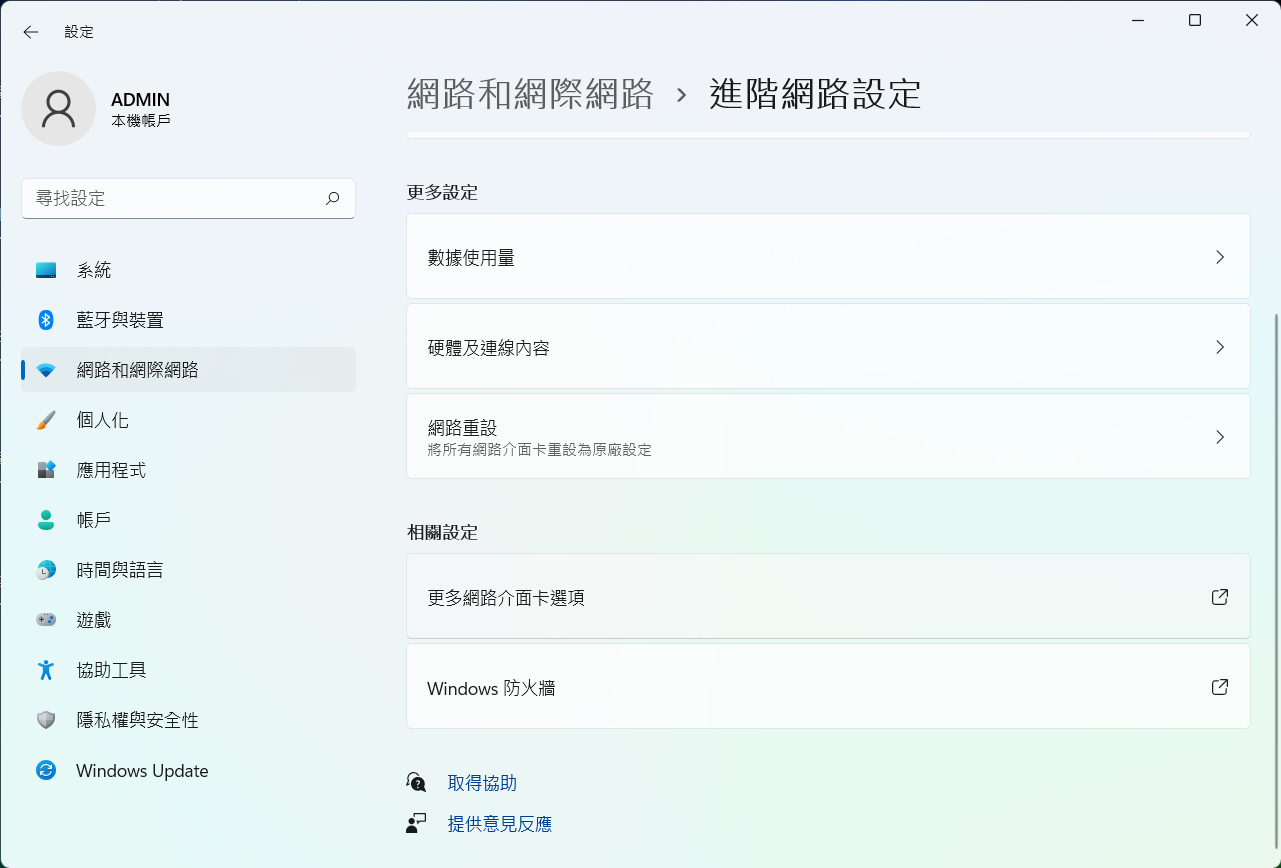 設定
ADMIN
本機帳戶
尋找設定
系統
藍牙與裝置
網路和網際網路
個人化
應用程式
帳戶
時間與語言
遊戲
協助工具
隱私權與安全性
Windows Update
網路和網際網路 › 進階網路設定
更多設定
數據使用量
硬體及連線內容
網路重設
將所有網路介面卡重設為原廠設定
相關設定
更多網路介面卡選項
Windows 防火牆
取得協助
提供意見反應